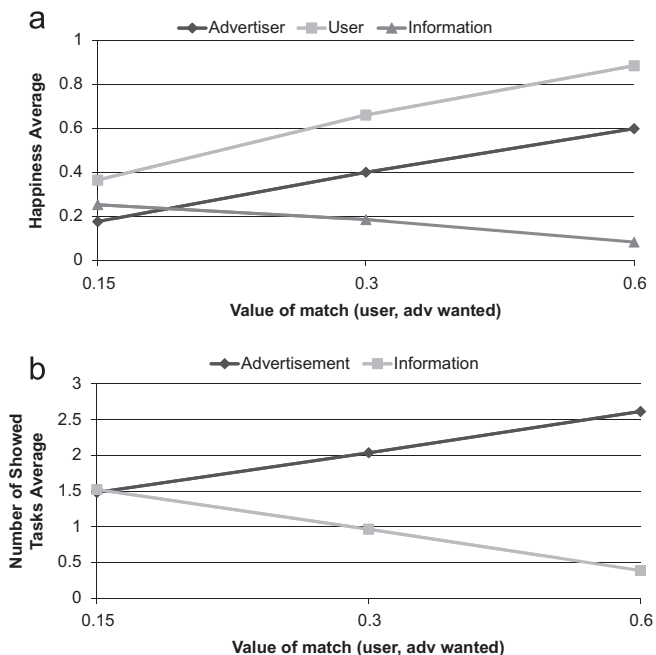 a
Advertiser User Information
Happiness Average
1
0.8
0.6
0.4
0.2
0
0.15 0.3 0.6
Value of match (user, adv wanted)
b
Advertisement Information
Number of Showed
Tasks Average
3
2.5
2
1.5
1
0.5
0
0.15 0.3 0.6
Value of match (user, adv wanted)